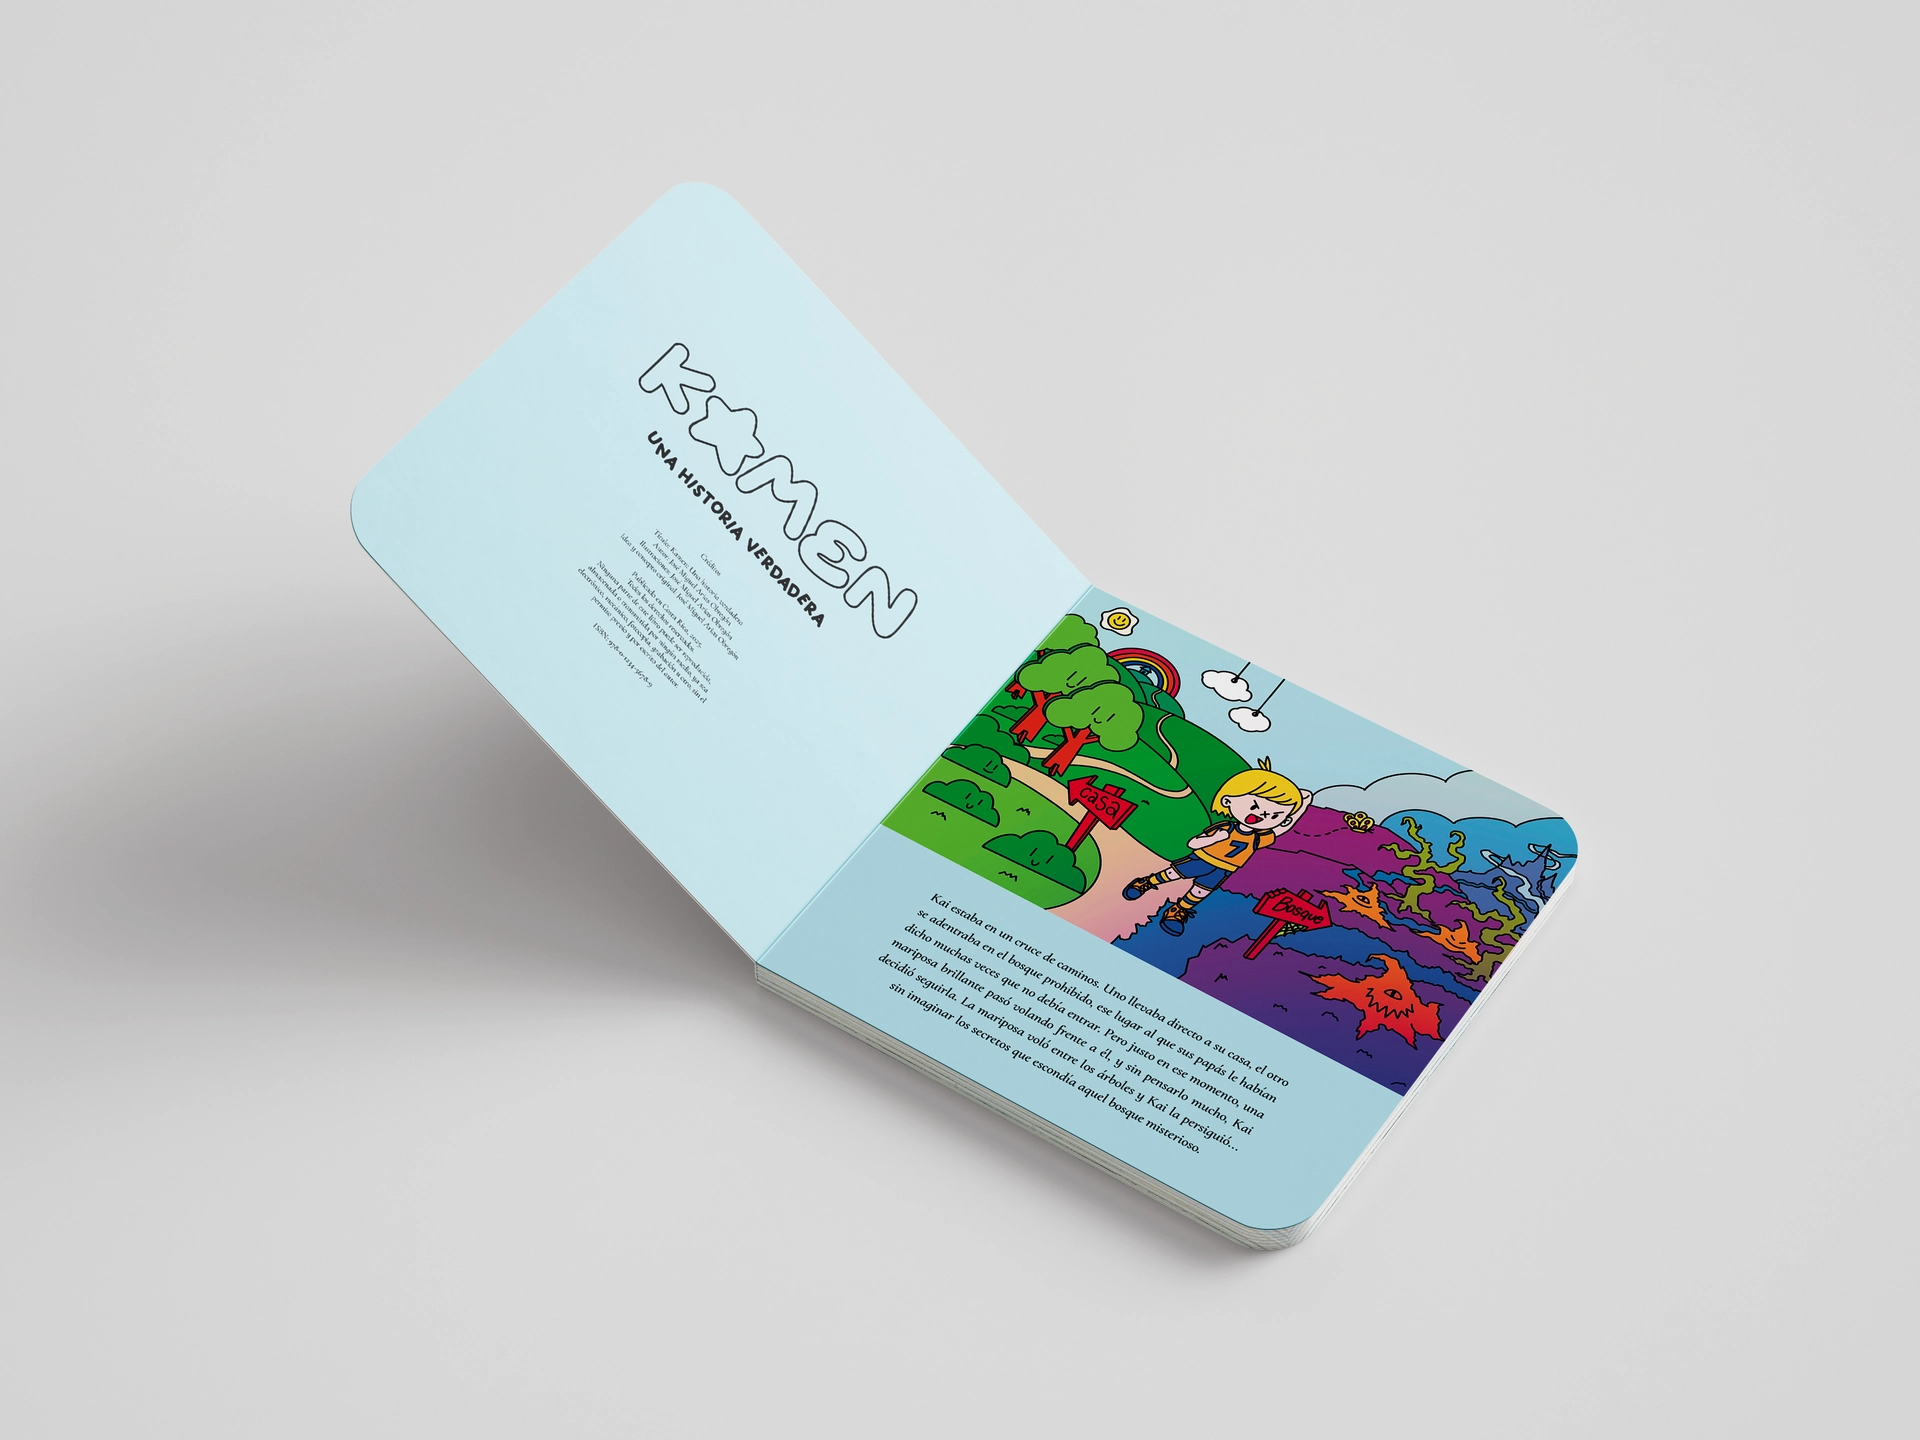 KAMEN
UNA HISTORIA VERDADERA
Créditos
Título: Kamen: Una historia verdadera
Autor: José Miguel Arias Obregón
Ilustraciones: José Miguel Arias Obregón
Idea y concepto original: José Miguel Arias Obregón
Publicado en Costa Rica, 2025.
Todos los derechos reservados.
Ninguna parte de este libro puede ser reproducida,
almacenada o transmitida por ningún medio, ya sea
electrónico, mecánico, fotocopia, grabación u otro, sin el
permiso previo y por escrito del autor.
ISBN: 978-0-1234-5678-9
casa
7
Bosque
Kai estaba en un cruce de caminos. Uno llevaba directo a su casa, el otro
se adentraba en el bosque prohibido, ese lugar al que sus papás le habían
dicho muchas veces que no debía entrar. Pero justo en ese momento, una
mariposa brillante pasó volando frente a él, y sin pensarlo mucho, Kai
decidió seguirla. La mariposa voló entre los árboles y Kai la persiguió...
sin imaginar los secretos que escondía aquel bosque misterioso.